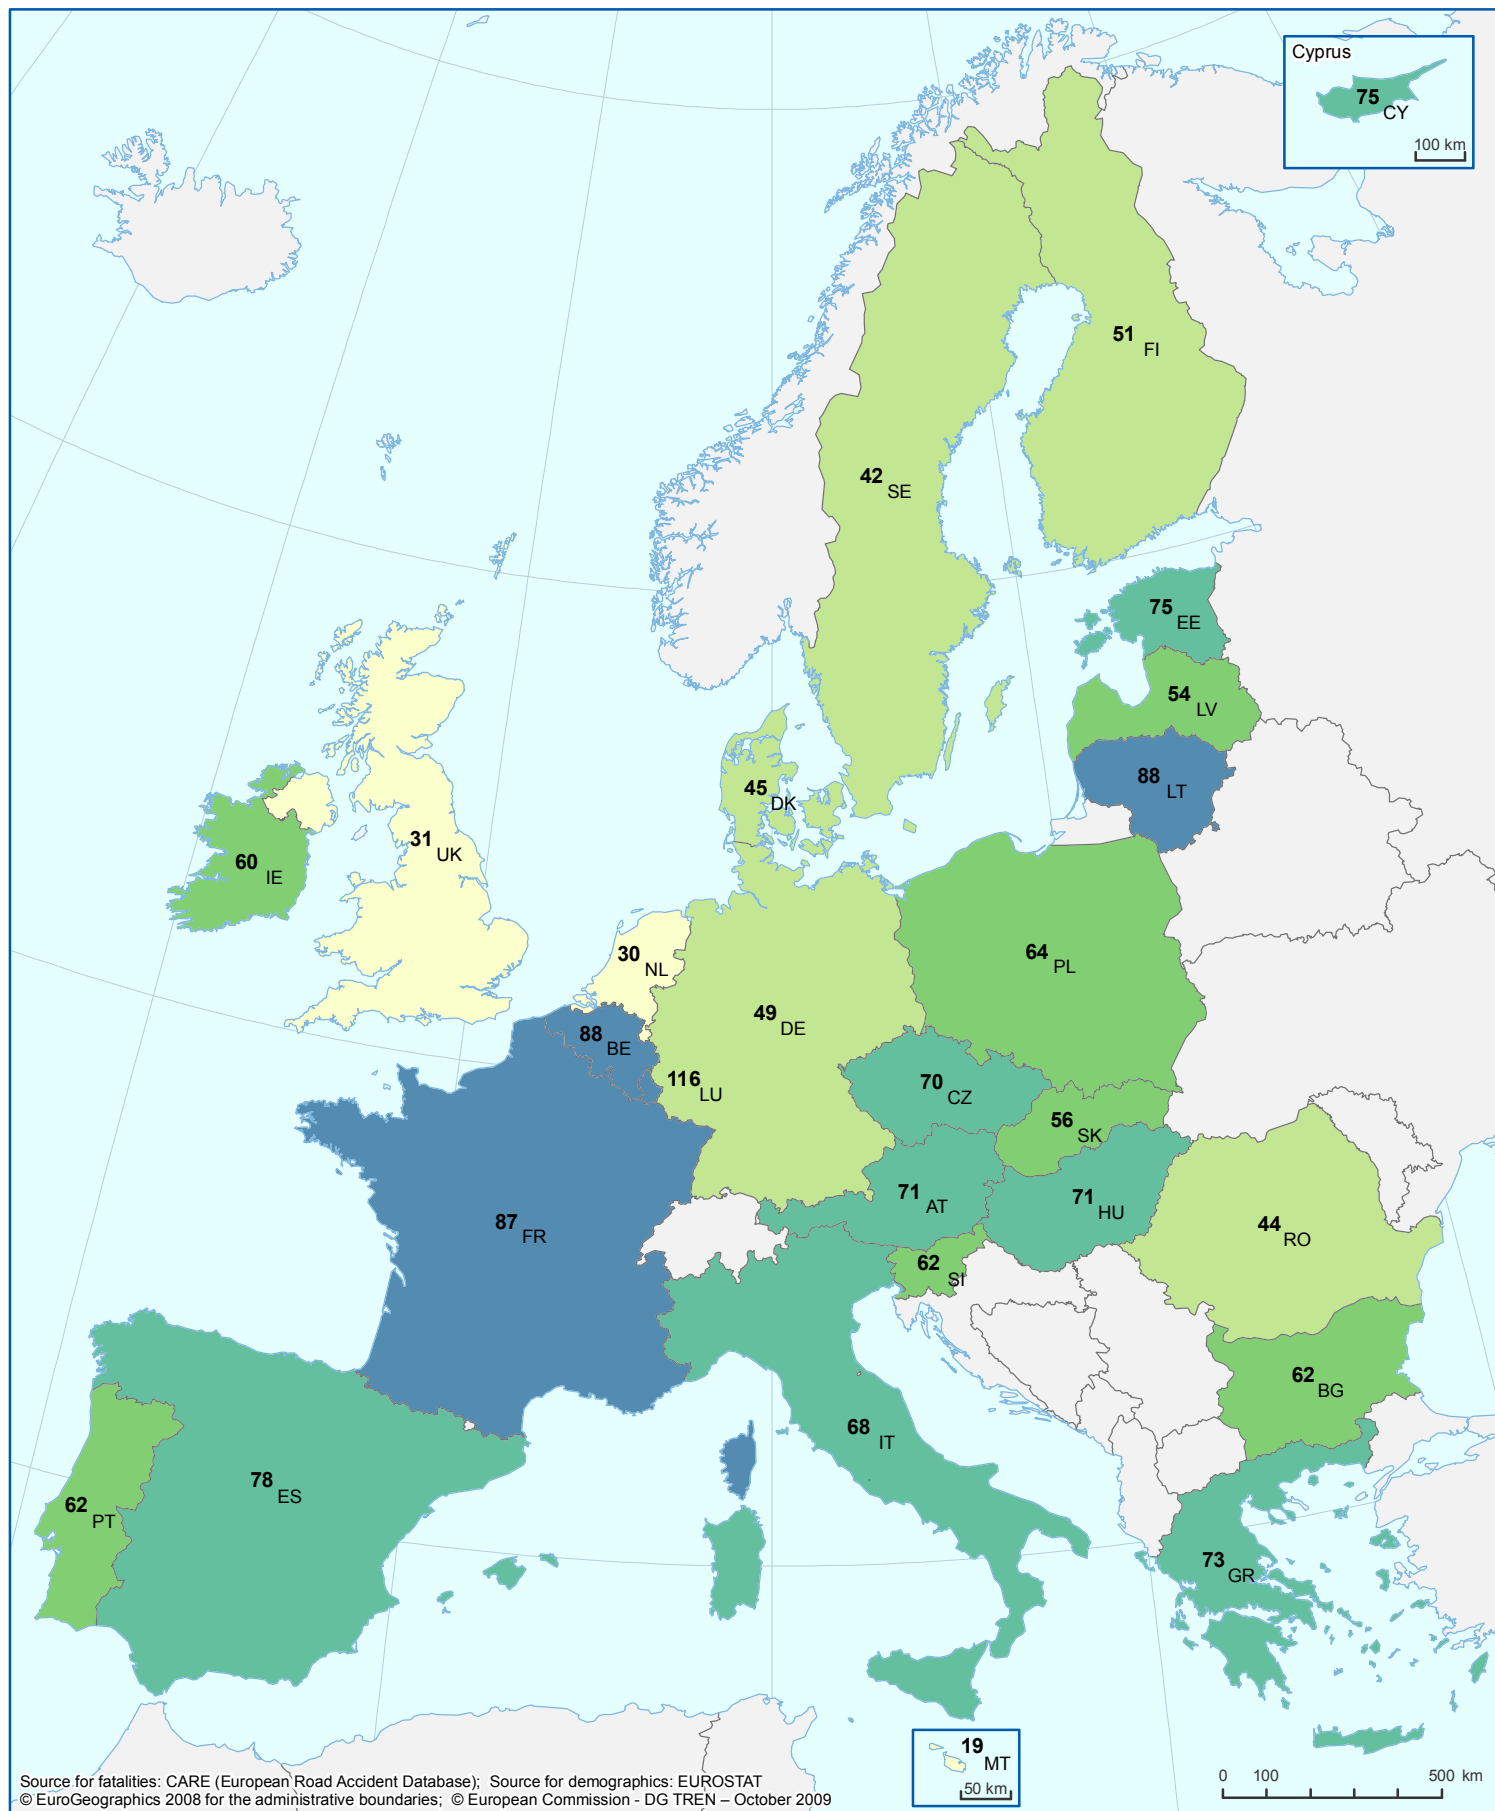 Cyprus
75 CY
100 km
51 FI
42 SE
75 EE
54 LV
88 LT
45 DK
31 UK
60 IE
30 NL
64 PL
49 DE
88 BE
116 LU
70 CZ
56 SK
71 AT
71 HU
87 FR
44 RO
62 SI
62 BG
68 IT
78 ES
62 PT
73 GR
19 MT
50 km
0 100 500 km
Source for fatalities: CARE (European Road Accident Database); Source for demographics: EUROSTAT
© EuroGeographics 2008 for the administrative boundaries; © European Commission - DG TREN – October 2009